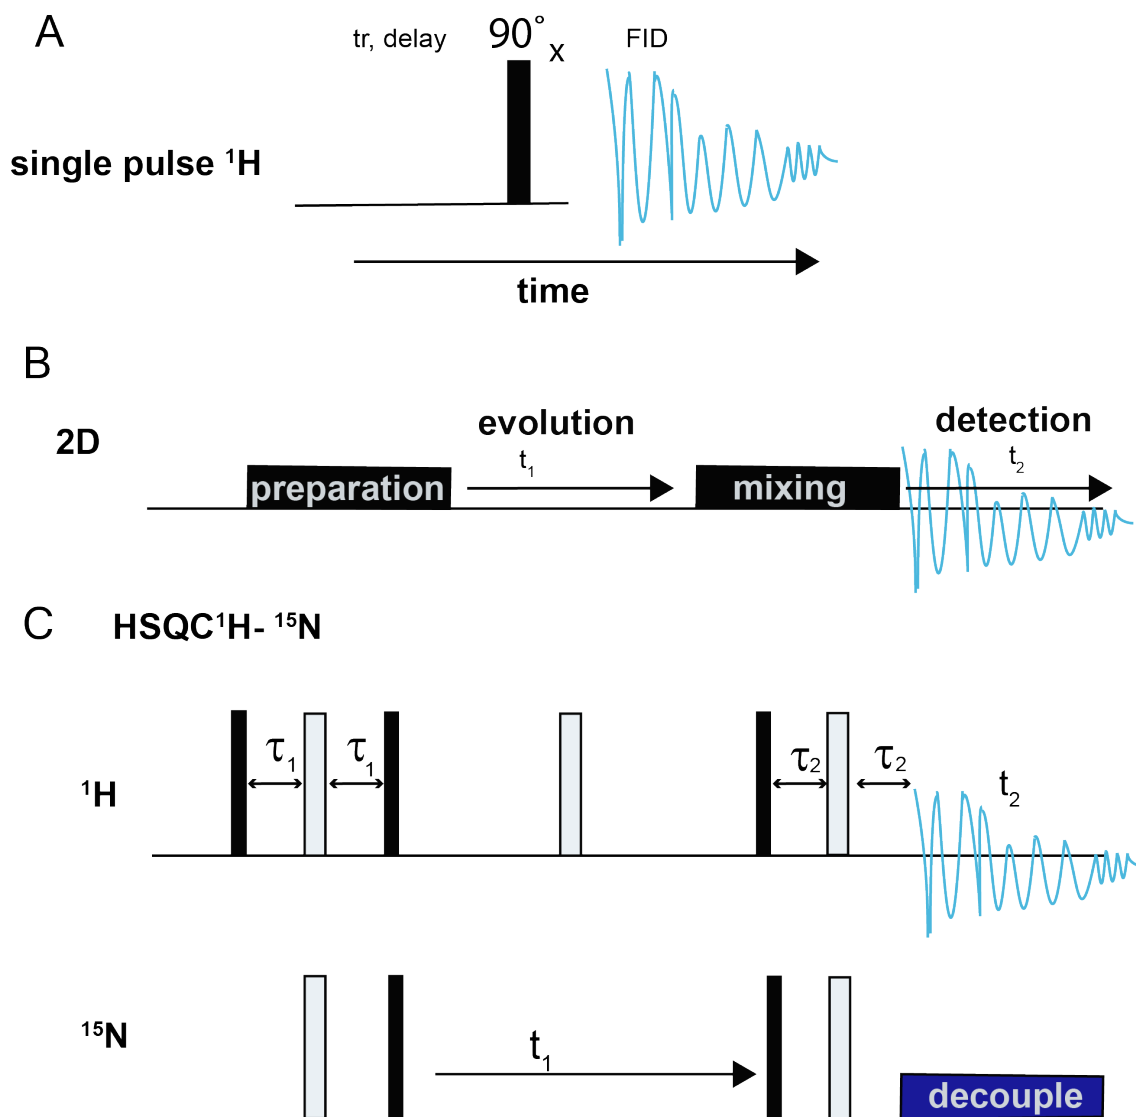 A
tr, delay 90°x FID
single pulse ¹H
time
B
2D
evolution
t₁
detection
t₂
preparation
mixing
C HSQC¹H- ¹⁵N
τ₁ τ₁ τ₂ τ₂ t₂
¹H
¹⁵N
t₁
decouple